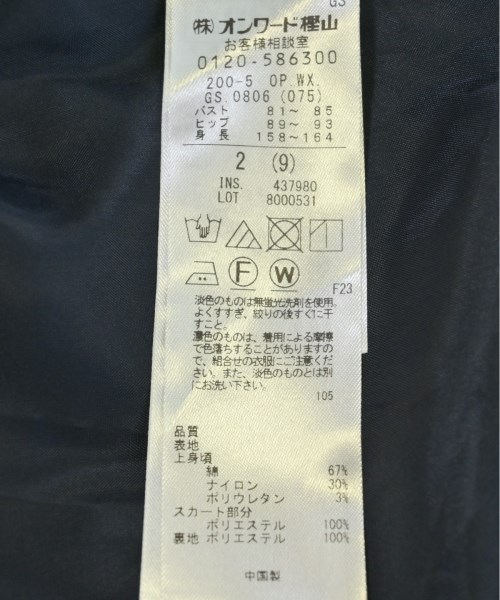 GS
(株)オンワード樫山
お客様相談室
0120-586300
200-5 OP.WX.
GS 0806 (075)
バスト 81～ 85
ヒップ 89～ 93
身長 158～164
2 (9)
INS. 437980
LOT 8000531
F W
F23
淡色のものは無蛍光洗剤を使用。
よくすすぎ、絞りの後すぐに干
すこと。
濃色のものは、着用による摩擦
で色落ちすることがありますの
で、組合せの衣服にご注意くだ
さい。また、淡色のものとは別
にお洗い下さい。
105
品質
表地
上身頃
綿 67%
ナイロン 30%
ポリウレタン 3%
スカート部分
ポリエステル 100%
裏地 ポリエステル 100%
中国製